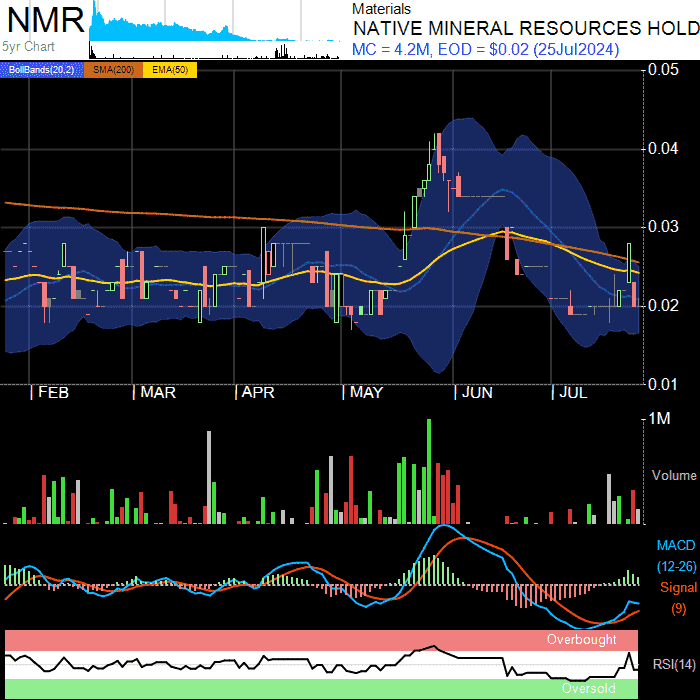 NMR
5yr Chart
Materials
NATIVE MINERAL RESOURCES HOLD
MC = 4.2M, EOD = $0.02 (25Jul2024)
BollBands(20,2) SMA(200) EMA(50)
0.05
0.04
0.03
0.02
0.01
FEB MAR APR MAY JUN JUL
1M
Volume
MACD
(12-26)
Signal
(9)
Overbought
RSI(14)
Oversold